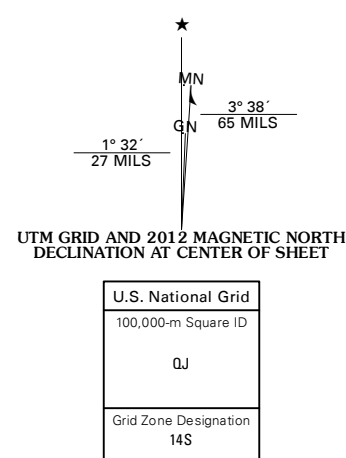 ★
MN
GN
3° 38´
65 MILS
1° 32´
27 MILS
UTM GRID AND 2012 MAGNETIC NORTH
DECLINATION AT CENTER OF SHEET
U.S. National Grid
100,000-m Square ID
QJ
Grid Zone Designation
14S